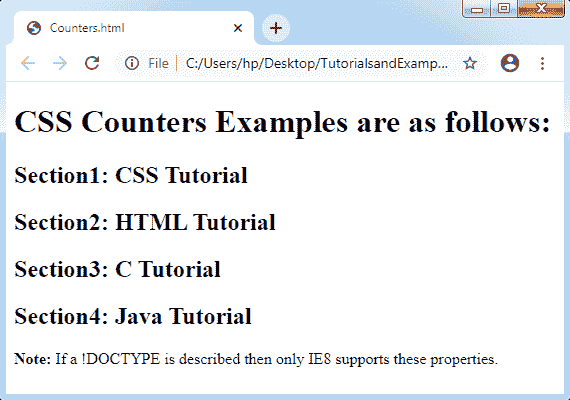 Counters.html
File C:/Users/hp/Desktop/TutorialsandExamp...
CSS Counters Examples are as follows:
Section1: CSS Tutorial
Section2: HTML Tutorial
Section3: C Tutorial
Section4: Java Tutorial
Note: If a !DOCTYPE is described then only IE8 supports these properties.